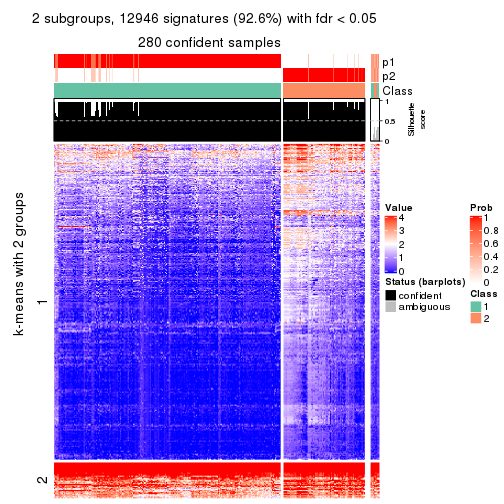 2 subgroups, 12946 signatures (92.6%) with fdr < 0.05
280 confident samples
p1
p2
Class
1
0.5
0
Silhouette
score
k-means with 2 groups
1
2
Value
4
3
2
1
0
Status (barplots)
confident
ambiguous
Prob
1
0.8
0.6
0.4
0.2
0
Class
1
2